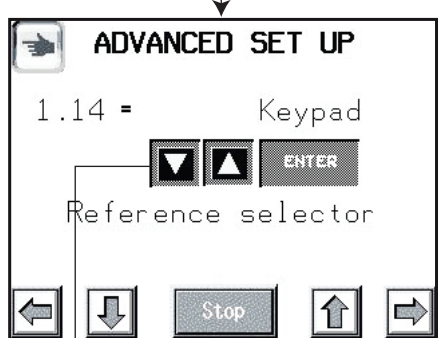 ADVANCED SET UP
1.14 = Keypad
ENTER
Reference selector
Stop